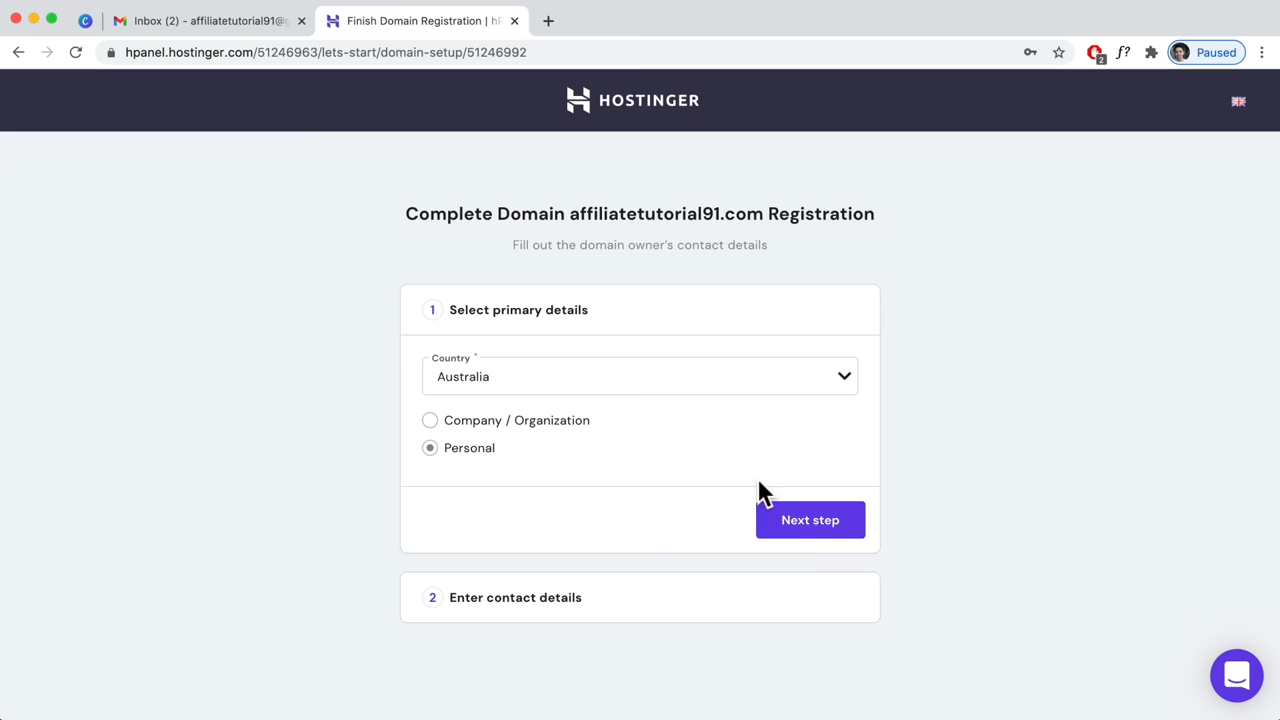 Inbox (2) - affiliatetutorial91@g
Finish Domain Registration | hP
hpanel.hostinger.com/51246963/lets-start/domain-setup/51246992
2
f?
Paused
HOSTINGER
Complete Domain affiliatetutorial91.com Registration
Fill out the domain owner's contact details
1 Select primary details
Country *
Australia
Company / Organization
Personal
Next step
2 Enter contact details